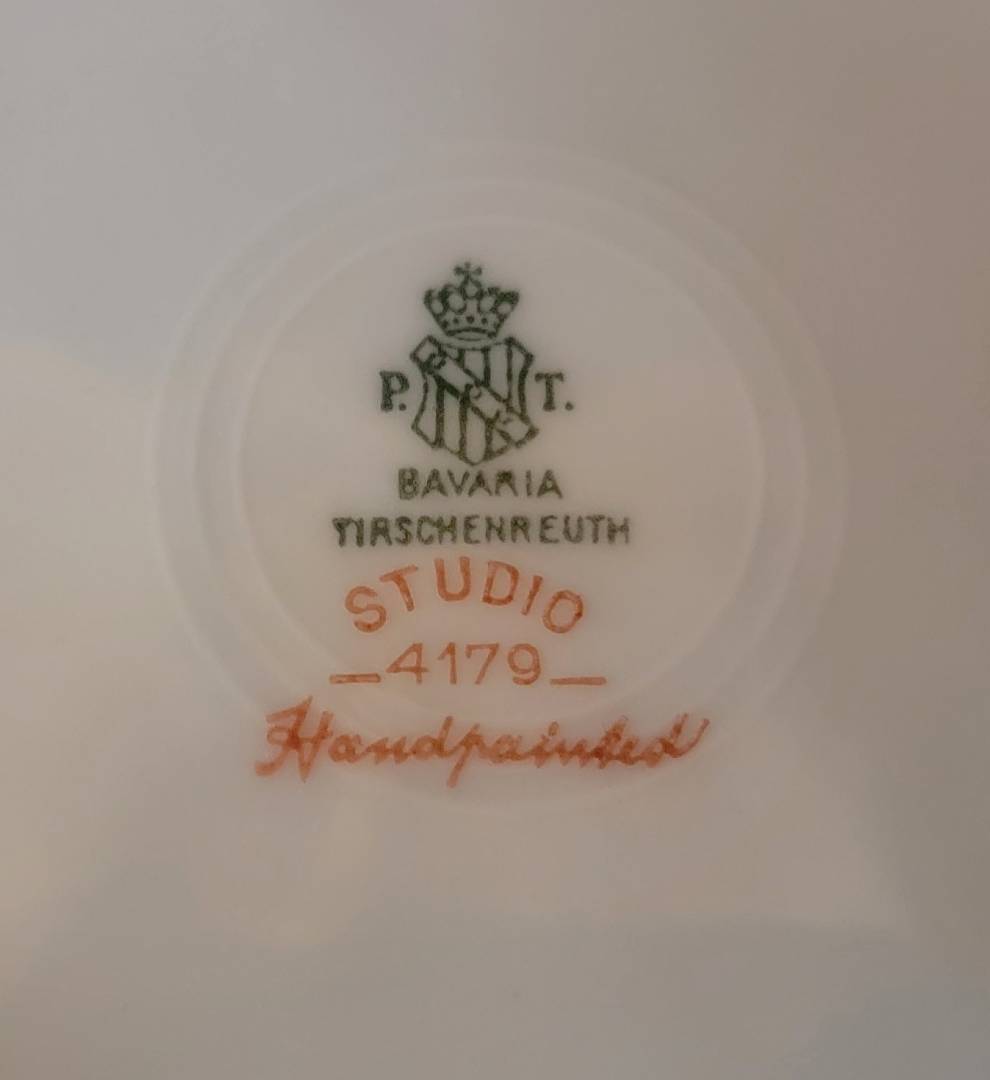 P. T.
BAVARIA
TIRSCHENREUTH
STUDIO
—4179—
Handpainted